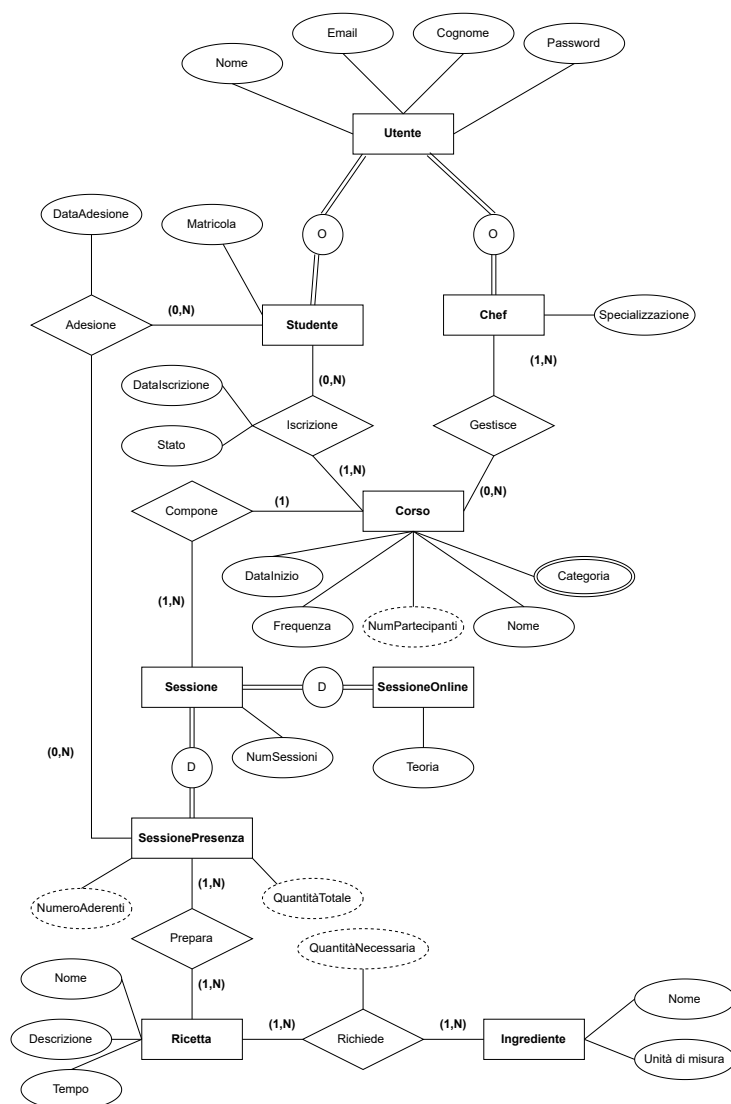 Email
Cognome
Nome
Password
Utente
DataAdesione
Matricola
O
O
Adesione
(0,N)
Studente
Chef
Specializzazione
(0,N)
(1,N)
DataIscrizione
Iscrizione
Gestisce
Stato
(1,N)
(0,N)
Compone
(1)
Corso
DataInizio
Categoria
(1,N)
Frequenza
NumPartecipanti
Nome
Sessione
D
SessioneOnline
(0,N)
NumSessioni
D
Teoria
SessionePresenza
(1,N)
NumeroAderenti
QuantitàTotale
Prepara
QuantitàNecessaria
Nome
(1,N)
Nome
Descrizione
Ricetta
(1,N)
Richiede
(1,N)
Ingrediente
Unità di misura
Tempo